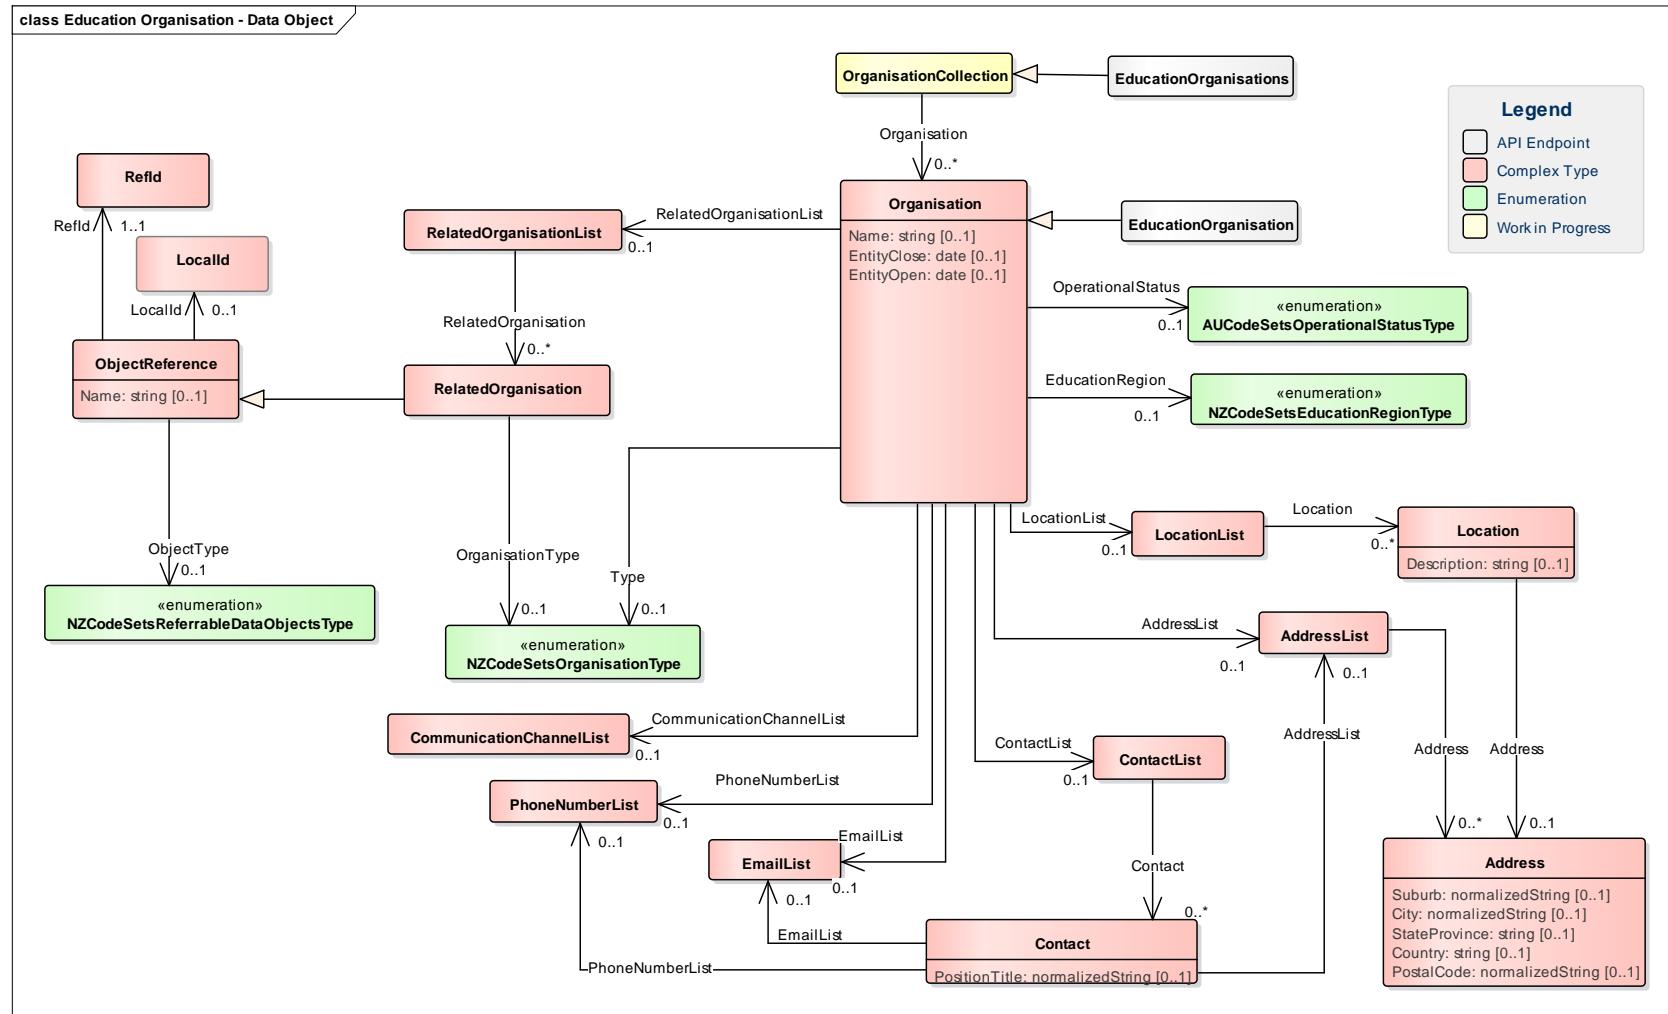 class Education Organisation - Data Object
OrganisationCollection
EducationOrganisations
Legend
API Endpoint
Complex Type
Enumeration
Work in Progress
Organisation
0..*
RefId
RefId
1..1
LocalId
LocalId
0..1
RelatedOrganisationList
RelatedOrganisationList
0..1
Organisation
Name: string [0..1]
EntityClose: date [0..1]
EntityOpen: date [0..1]
EducationOrganisation
OperationalStatus
0..1
«enumeration»
AUCodeSetsOperationalStatusType
RelatedOrganisation
0..*
ObjectReference
Name: string [0..1]
RelatedOrganisation
EducationRegion
0..1
«enumeration»
NZCodeSetsEducationRegionType
LocationList
0..1
LocationList
Location
0..*
Location
Description: string [0..1]
ObjectType
0..1
«enumeration»
NZCodeSetsReferrableDataObjectsType
OrganisationType
0..1
Type
0..1
«enumeration»
NZCodeSetsOrganisationType
AddressList
0..1
AddressList
0..1
AddressList
CommunicationChannelList
CommunicationChannelList
0..1
ContactList
0..1
ContactList
Address
0..*
Address
0..1
PhoneNumberList
PhoneNumberList
0..1
0..1
EmailList
EmailList
0..1
0..1
EmailList
PhoneNumberList
Contact
0..*
Contact
PositionTitle: normalizedString [0..1]
Address
Suburb: normalizedString [0..1]
City: normalizedString [0..1]
StateProvince: string [0..1]
Country: string [0..1]
PostalCode: normalizedString [0..1]